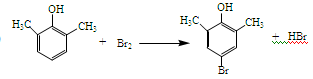 OH
H₃C CH₃
+ Br₂
OH
H₃C CH₃
+ HBr
Br